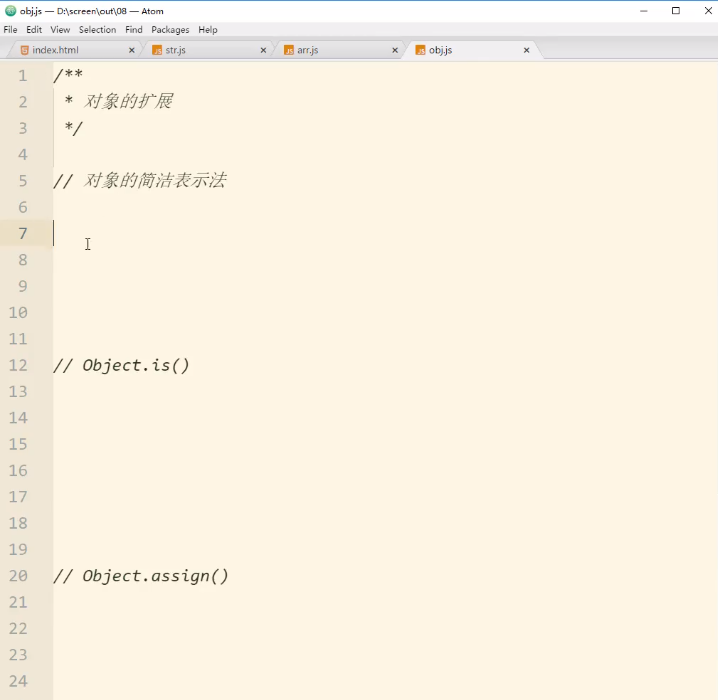 obj.js — D:\screen\out\08 — Atom
File Edit View Selection Find Packages Help
index.html × str.js × arr.js × obj.js ×
1 /**
2 * 对象的扩展
3 */
4
5 // 对象的简洁表示法
6
7
8
9
10
11
12 // Object.is()
13
14
15
16
17
18
19
20 // Object.assign()
21
22
23
24